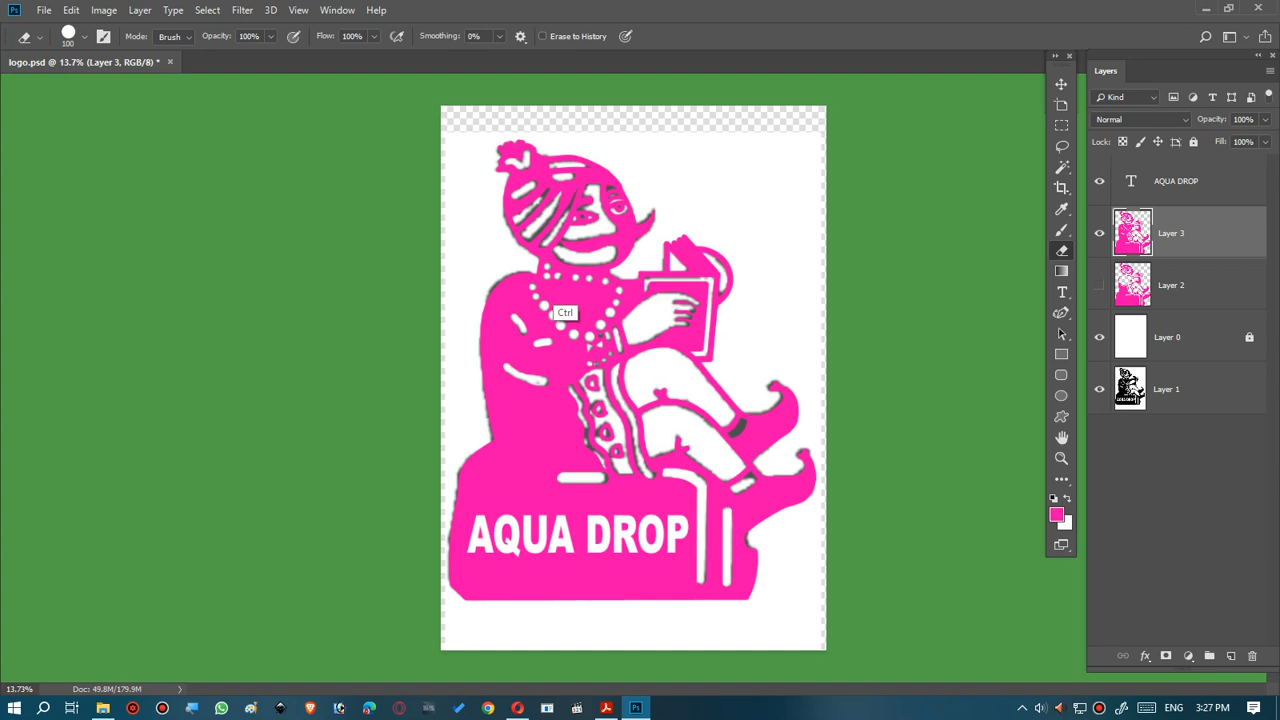 File Edit Image Layer Type Select Filter 3D View Window Help
100 Mode: Brush Opacity: 100% Flow: 100% Smoothing: 0% Erase to History
logo.psd @ 13.7% (Layer 3, RGB/8) *
Layers
Kind
Normal Opacity: 100%
Lock: Fill: 100%
AQUA DROP
Layer 3
Layer 2
Layer 0
Layer 1
Ctrl
AQUA DROP
13.73% Doc: 49.8M/179.9M
ENG 3:27 PM